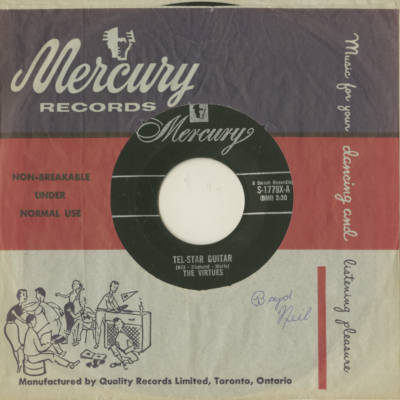 Mercury
RECORDS
Music for your dancing and listening pleasure
Mercury
NON-BREAKABLE
UNDER
NORMAL USE
A Smash Recording
S-1779X-A
(BMI) 2:30
TEL-STAR GUITAR
THE VIRTUES
Boyd
Neil
Manufactured by Quality Records Limited, Toronto, Ontario